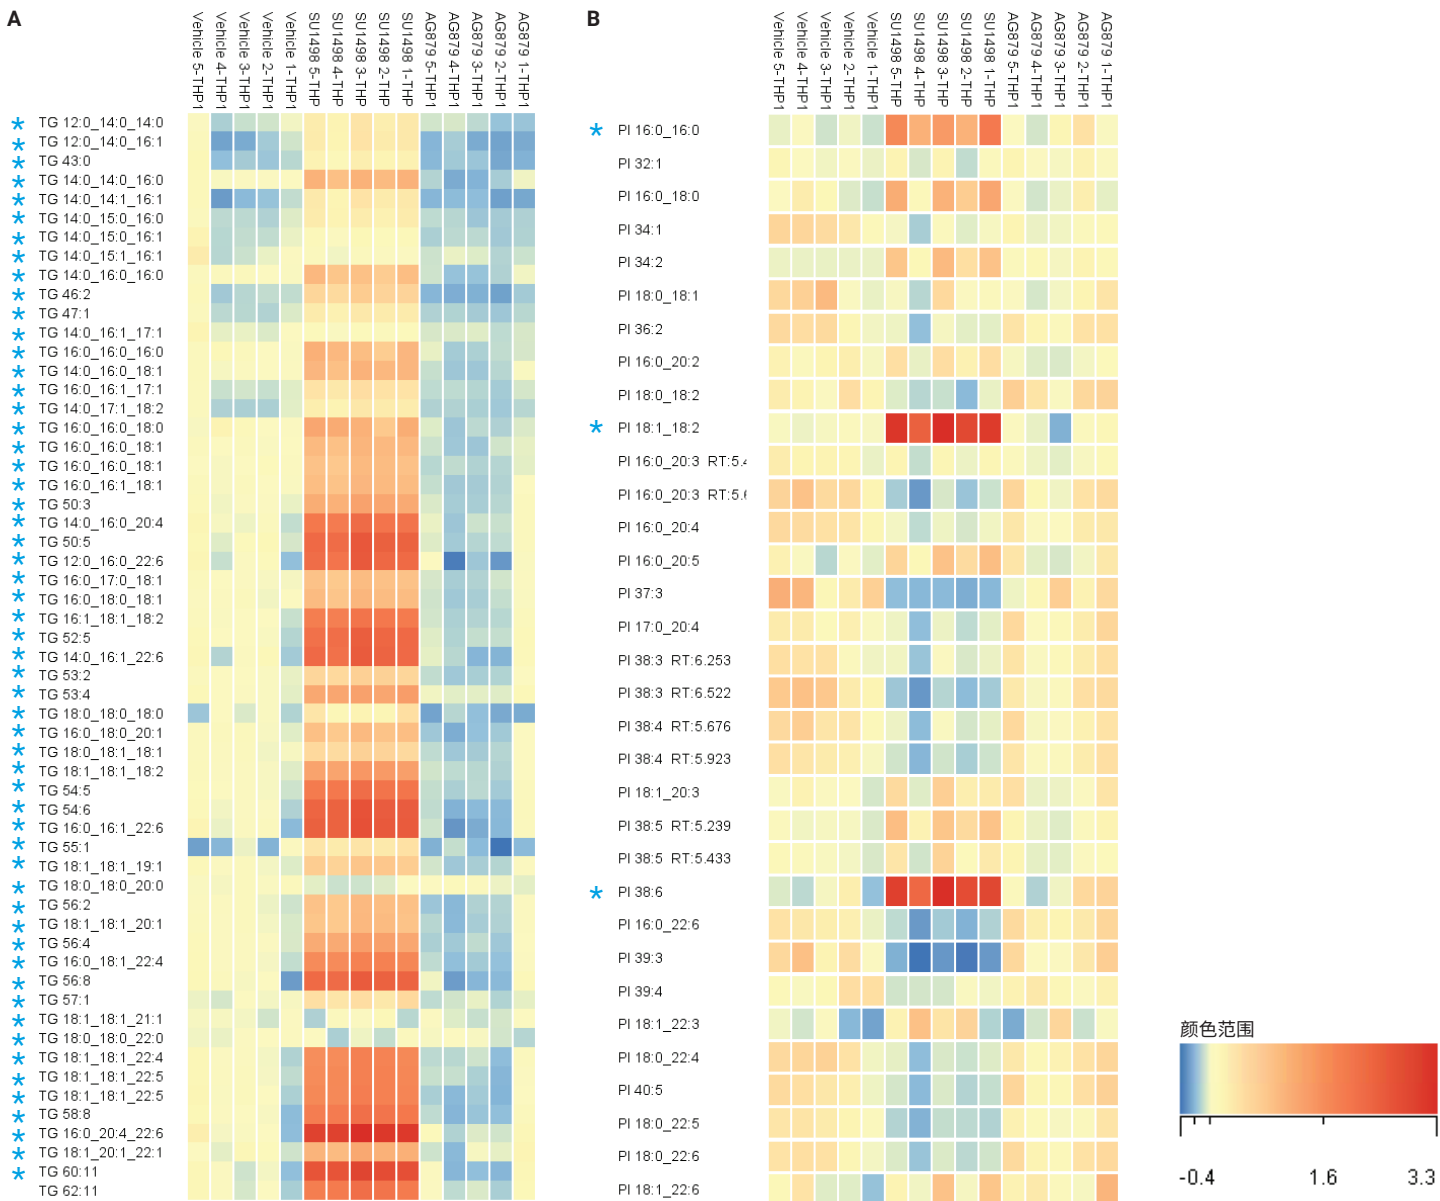 A
Vehicle 5-THP1
Vehicle 4-THP1
Vehicle 3-THP1
Vehicle 2-THP1
Vehicle 1-THP1
SU1498 5-THP
SU1498 4-THP
SU1498 3-THP
SU1498 2-THP
SU1498 1-THP
AG879 5-THP1
AG879 4-THP1
AG879 3-THP1
AG879 2-THP1
AG879 1-THP1
* TG 12:0_14:0_14:0
* TG 12:0_14:0_16:1
* TG 43:0
* TG 14:0_14:0_16:0
* TG 14:0_14:1_16:1
* TG 14:0_15:0_16:0
* TG 14:0_15:0_16:1
* TG 14:0_15:1_16:1
* TG 14:0_16:0_16:0
* TG 46:2
* TG 47:1
* TG 14:0_16:1_17:1
* TG 16:0_16:0_16:0
* TG 14:0_16:0_18:1
* TG 16:0_16:1_17:1
* TG 14:0_17:1_18:2
* TG 16:0_16:0_18:0
* TG 16:0_16:0_18:1
* TG 16:0_16:0_18:1
* TG 16:0_16:1_18:1
* TG 50:3
* TG 14:0_16:0_20:4
* TG 50:5
* TG 12:0_16:0_22:6
* TG 16:0_17:0_18:1
* TG 16:0_18:0_18:1
* TG 16:1_18:1_18:2
* TG 52:5
* TG 14:0_16:1_22:6
* TG 53:2
* TG 53:4
* TG 18:0_18:0_18:0
* TG 16:0_18:0_20:1
* TG 18:0_18:1_18:1
* TG 18:1_18:1_18:2
* TG 54:5
* TG 54:6
* TG 16:0_16:1_22:6
* TG 55:1
* TG 18:1_18:1_19:1
* TG 18:0_18:0_20:0
* TG 56:2
* TG 18:1_18:1_20:1
* TG 56:4
* TG 16:0_18:1_22:4
* TG 56:8
* TG 57:1
* TG 18:1_18:1_21:1
* TG 18:0_18:0_22:0
* TG 18:1_18:1_22:4
* TG 18:1_18:1_22:5
* TG 18:1_18:1_22:5
* TG 58:8
* TG 16:0_20:4_22:6
* TG 18:1_20:1_22:1
* TG 60:11
TG 62:11
B
Vehicle 5-THP1
Vehicle 4-THP1
Vehicle 3-THP1
Vehicle 2-THP1
Vehicle 1-THP1
SU1498 5-THP
SU1498 4-THP
SU1498 3-THP
SU1498 2-THP
SU1498 1-THP
AG879 5-THP1
AG879 4-THP1
AG879 3-THP1
AG879 2-THP1
AG879 1-THP1
* PI 16:0_16:0
PI 32:1
PI 16:0_18:0
PI 34:1
PI 34:2
PI 18:0_18:1
PI 36:2
PI 16:0_20:2
PI 18:0_18:2
* PI 18:1_18:2
PI 16:0_20:3 RT:5.
PI 16:0_20:3 RT:5.
PI 16:0_20:4
PI 16:0_20:5
PI 37:3
PI 17:0_20:4
PI 38:3 RT:6.253
PI 38:3 RT:6.522
PI 38:4 RT:5.676
PI 38:4 RT:5.923
PI 18:1_20:3
PI 38:5 RT:5.239
PI 38:5 RT:5.433
* PI 38:6
PI 16:0_22:6
PI 39:3
PI 39:4
PI 18:1_22:3
PI 18:0_22:4
PI 40:5
PI 18:0_22:5
PI 18:0_22:6
PI 18:1_22:6
颜色范围
-0.4 1.6 3.3